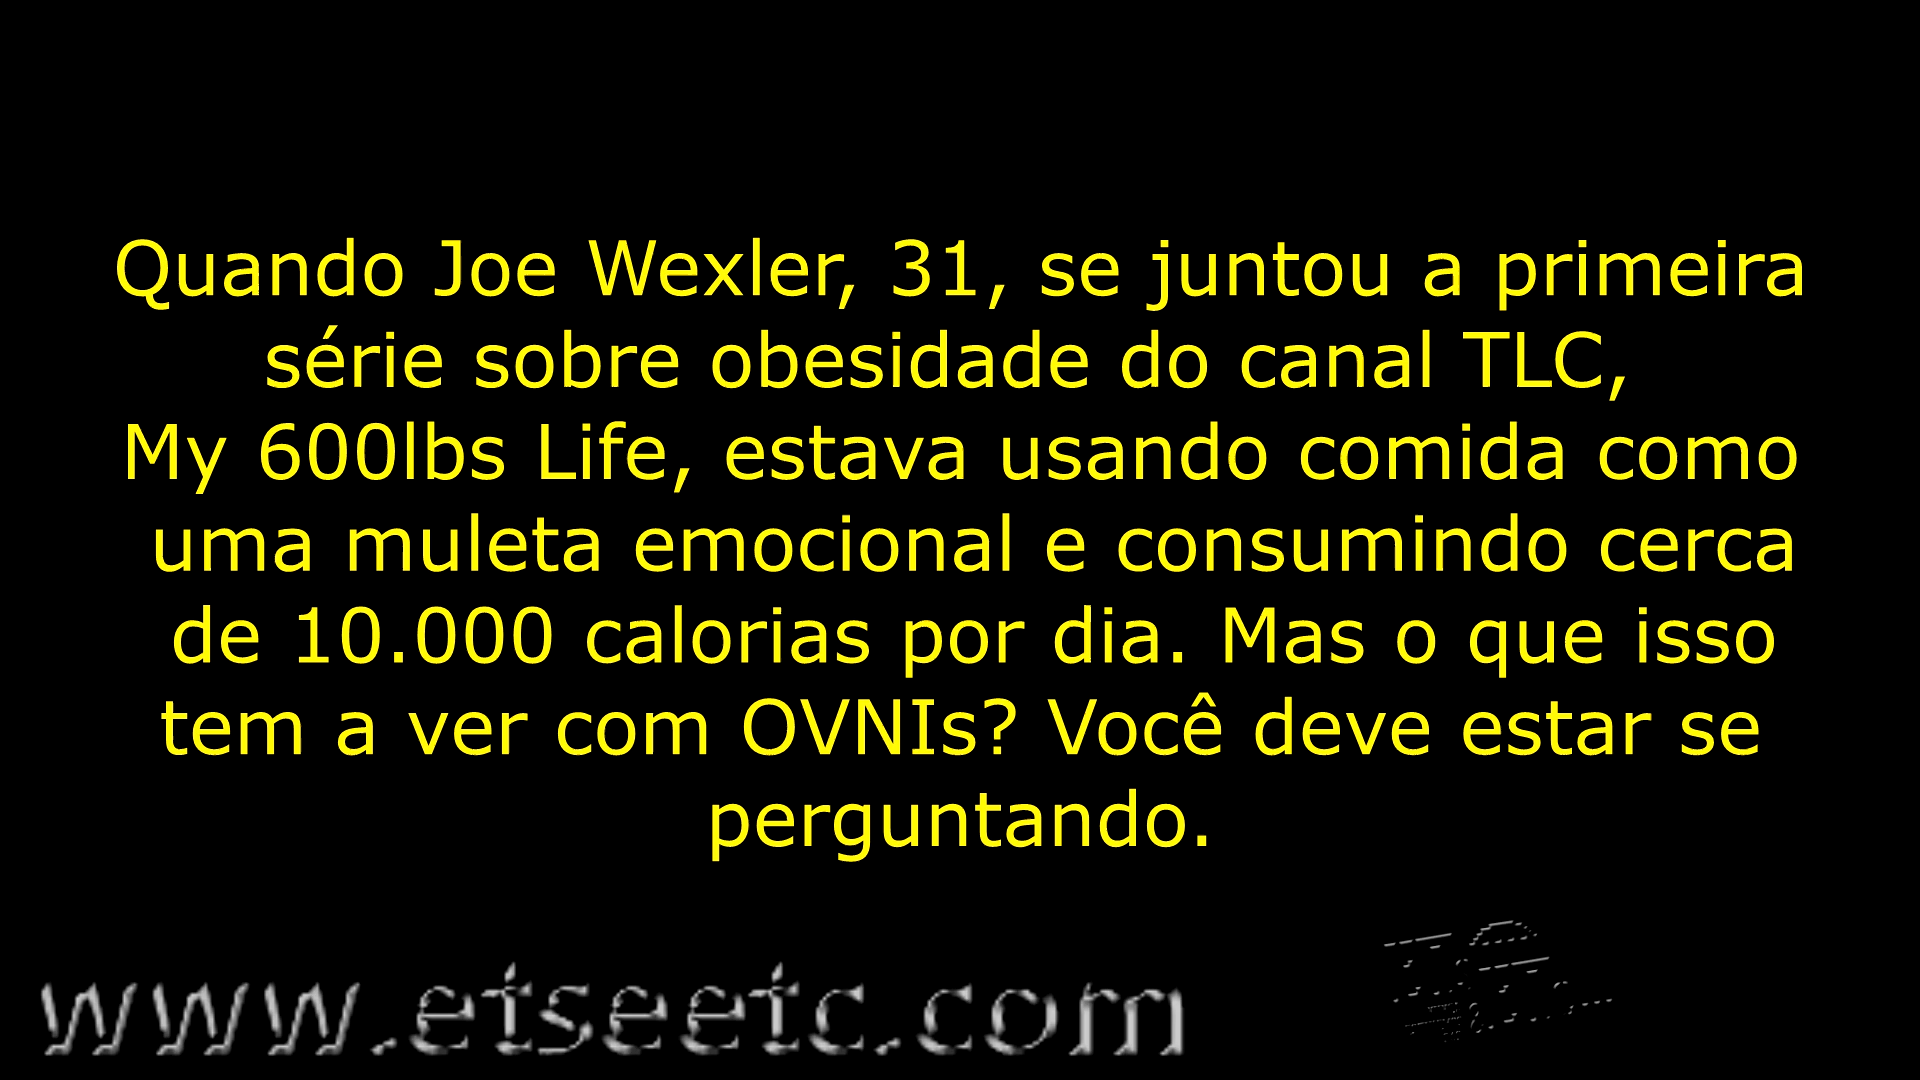 Quando Joe Wexler, 31, se juntou a primeira
série sobre obesidade do canal TLC,
My 600lbs Life, estava usando comida como
uma muleta emocional e consumindo cerca
de 10.000 calorias por dia. Mas o que isso
tem a ver com OVNIs? Você deve estar se
perguntando.
www.etseetc.com